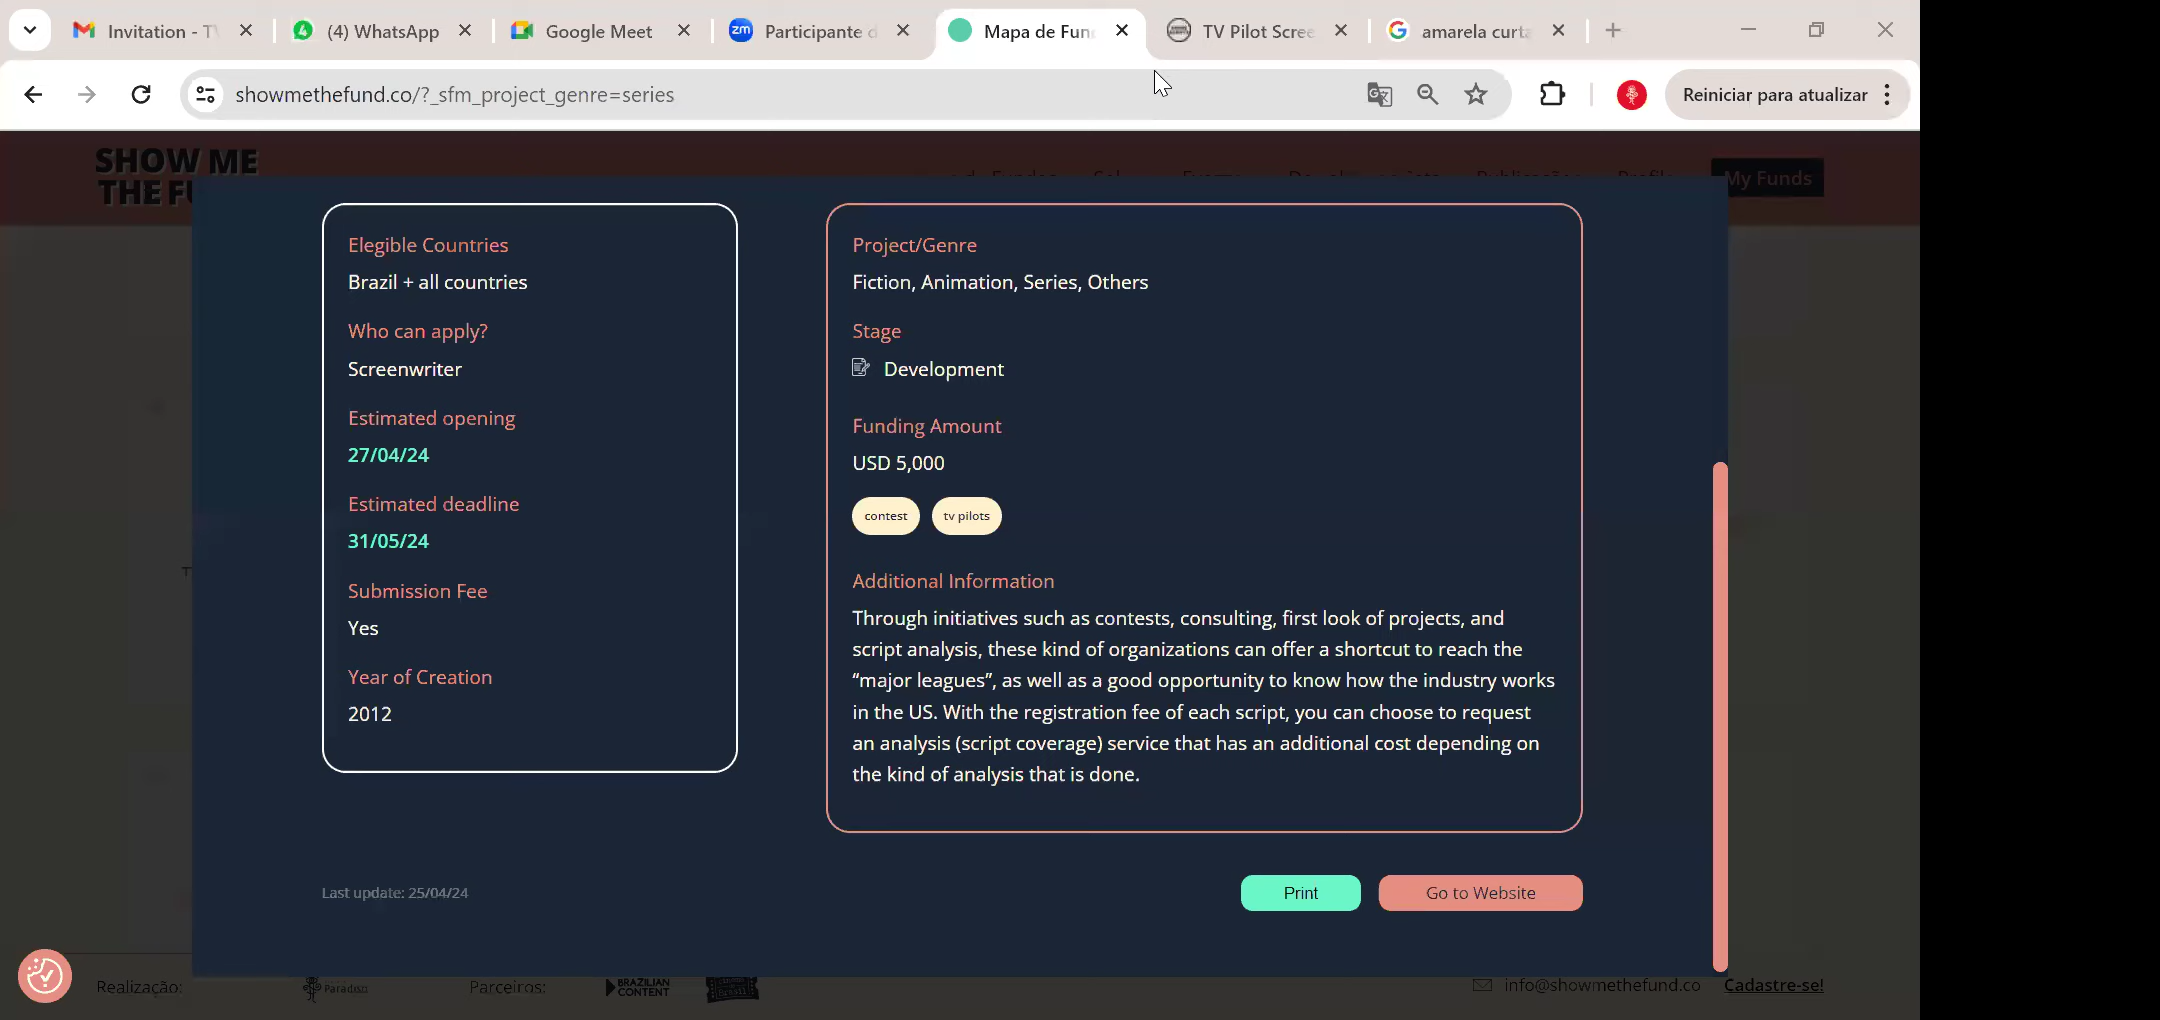 Invitation - T
(4) WhatsApp
Google Meet
zm
Participante d
Mapa de Fun
TV Pilot Scree
amarela curta
showmethefund.co/?_sfm_project_genre=series
Reiniciar para atualizar
SHOW ME
THE FU
My Funds
Elegible Countries
Brazil + all countries
Who can apply?
Screenwriter
Estimated opening
27/04/24
Estimated deadline
31/05/24
Submission Fee
Yes
Year of Creation
2012
Project/Genre
Fiction, Animation, Series, Others
Stage
Development
Funding Amount
USD 5,000
contest tv pilots
Additional Information
Through initiatives such as contests, consulting, first look of projects, and
script analysis, these kind of organizations can offer a shortcut to reach the
“major leagues”, as well as a good opportunity to know how the industry works
in the US. With the registration fee of each script, you can choose to request
an analysis (script coverage) service that has an additional cost depending on
the kind of analysis that is done.
Last update: 25/04/24
Print
Go to Website
Realização:
Paradiso
Parceiros:
BRAZILIAN
CONTENT
info@showmethefund.co
Cadastre-se!